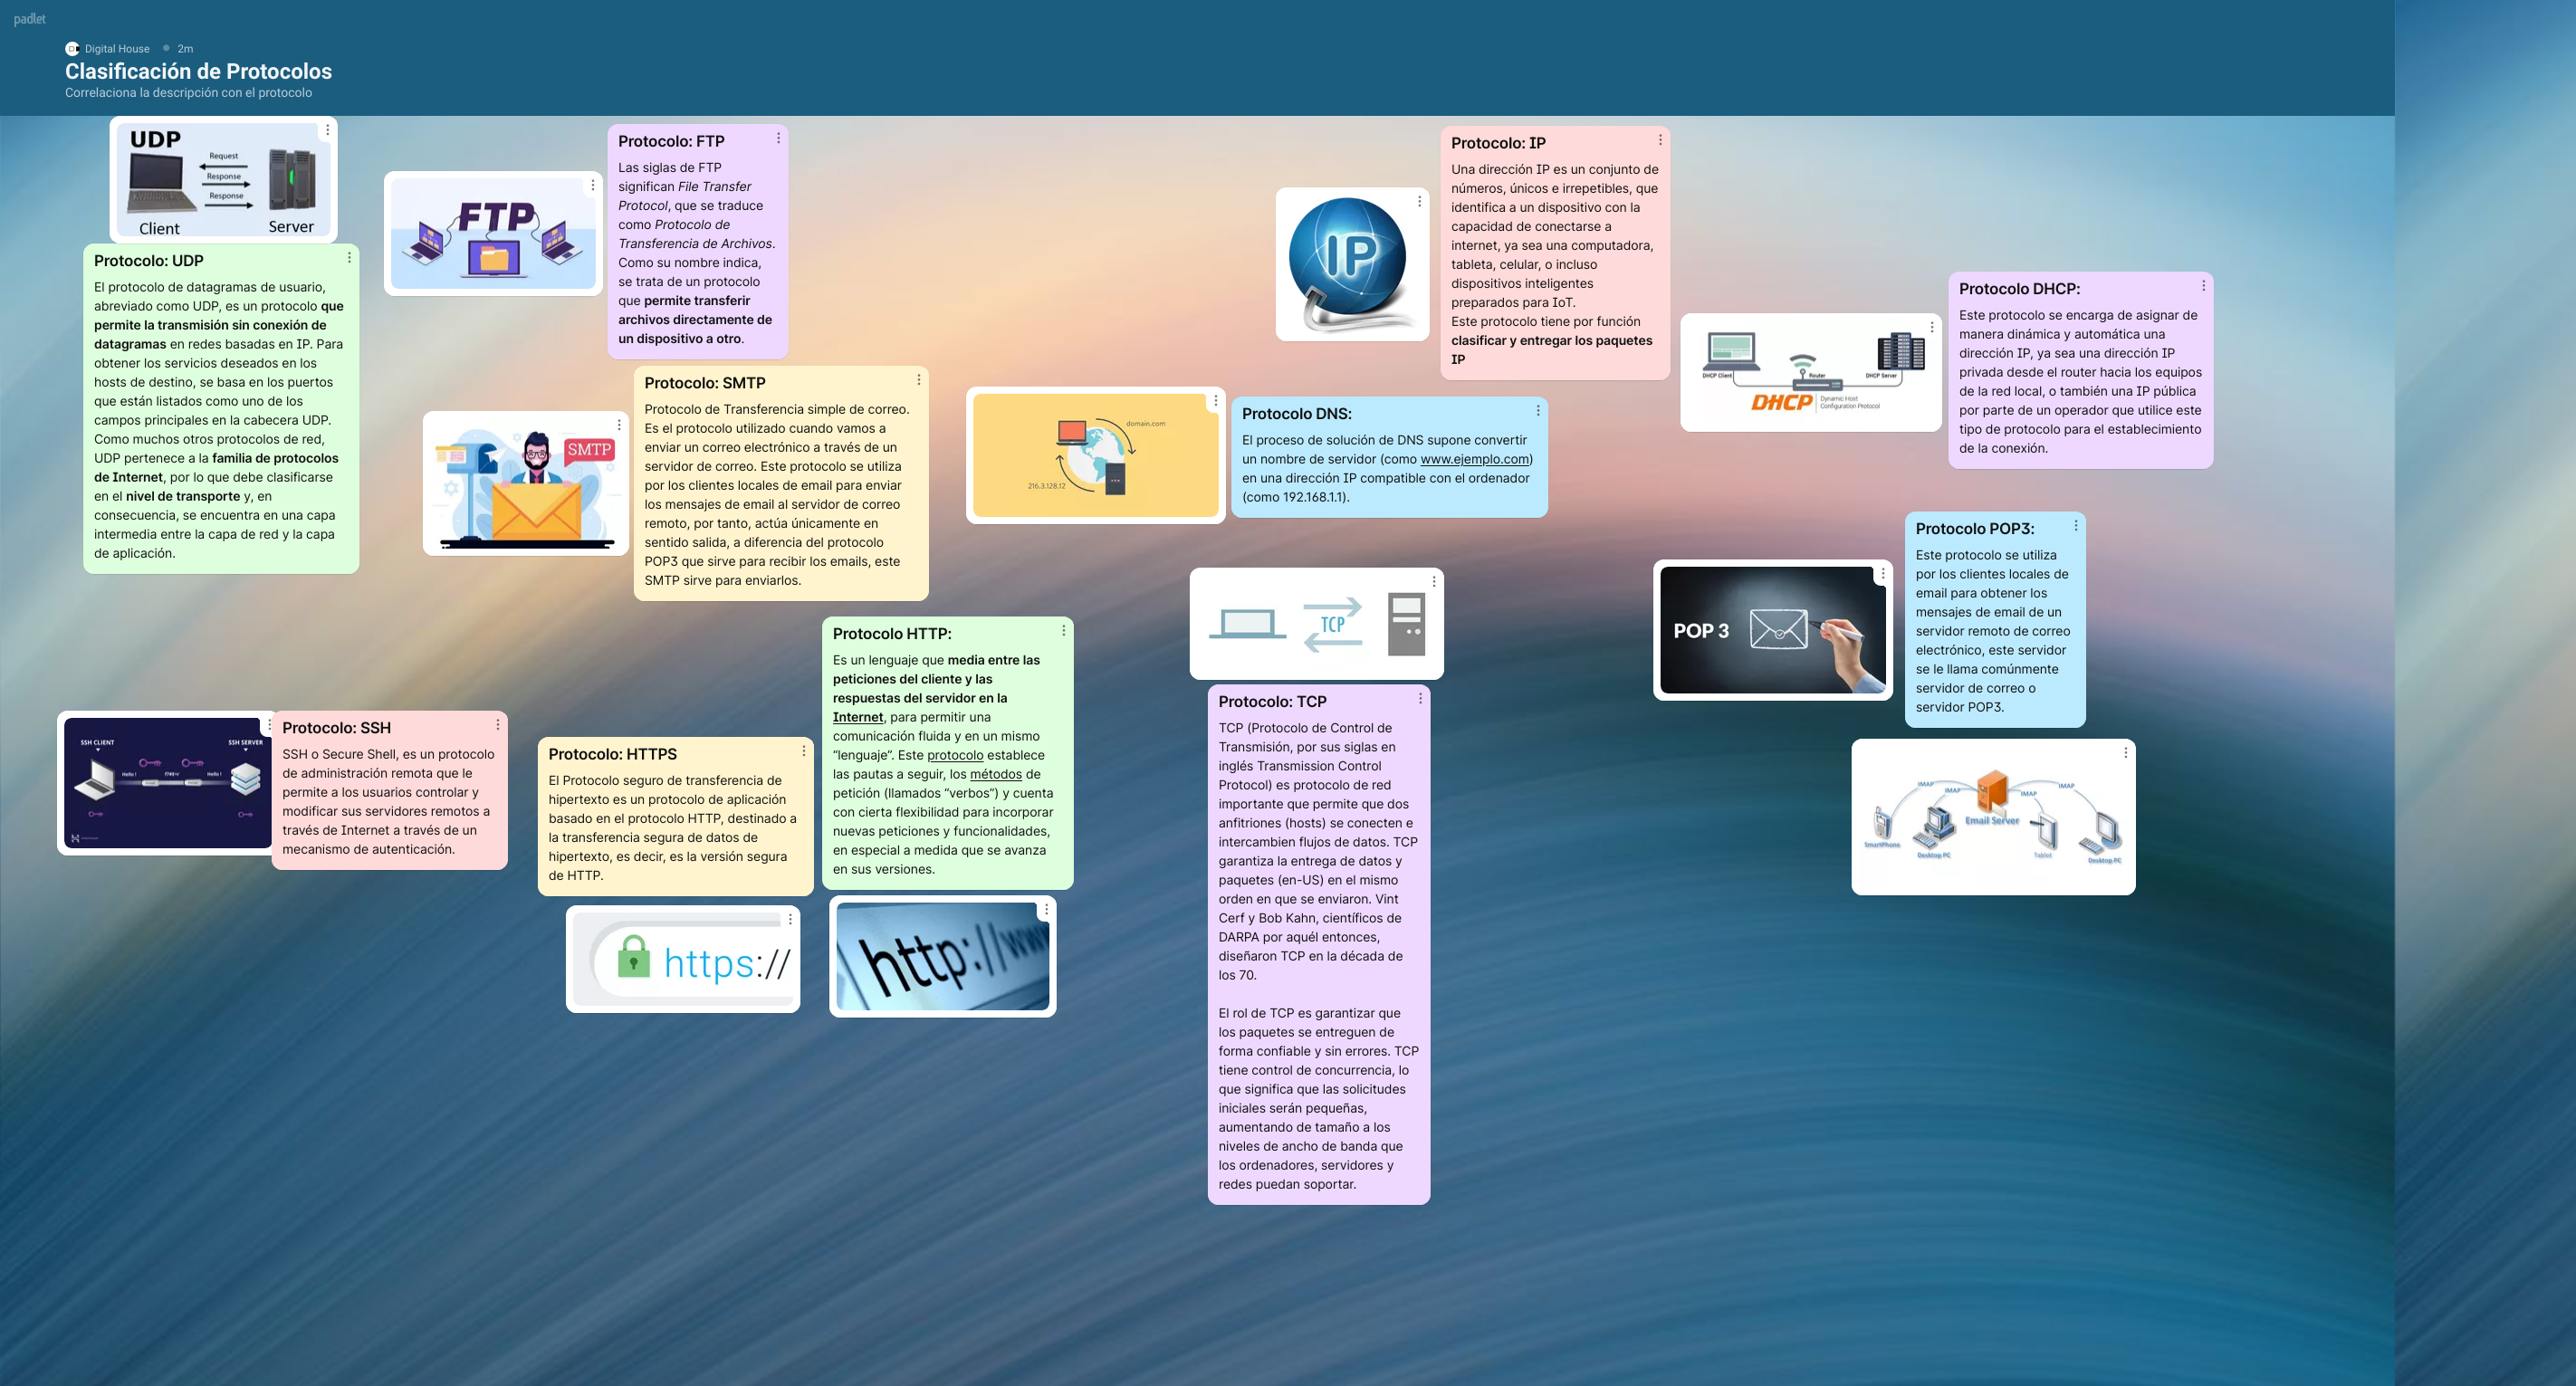 padlet
Digital House
2m
Clasificación de Protocolos
Correlaciona la descripción con el protocolo
UDP
Request
Response
Response
Client
Server
Protocolo: UDP
El protocolo de datagramas de usuario,
abreviado como UDP, es un protocolo que
permite la transmisión sin conexión de
datagramas en redes basadas en IP. Para
obtener los servicios deseados en los
hosts de destino, se basa en los puertos
que están listados como uno de los
campos principales en la cabecera UDP.
Como muchos otros protocolos de red,
UDP pertenece a la familia de protocolos
de Internet, por lo que debe clasificarse
en el nivel de transporte y, en
consecuencia, se encuentra en una capa
intermedia entre la capa de red y la capa
de aplicación.
FTP
Protocolo: FTP
Las siglas de FTP
significan File Transfer
Protocol, que se traduce
como Protocolo de
Transferencia de Archivos.
Como su nombre indica,
se trata de un protocolo
que permite transferir
archivos directamente de
un dispositivo a otro.
SMTP
Protocolo: SMTP
Protocolo de Transferencia simple de correo.
Es el protocolo utilizado cuando vamos a
enviar un correo electrónico a través de un
servidor de correo. Este protocolo se utiliza
por los clientes locales de email para enviar
los mensajes de email al servidor de correo
remoto, por tanto, actúa únicamente en
sentido salida, a diferencia del protocolo
POP3 que sirve para recibir los emails, este
SMTP sirve para enviarlos.
IP
Protocolo: IP
Una dirección IP es un conjunto de
números, únicos e irrepetibles, que
identifica a un dispositivo con la
capacidad de conectarse a
internet, ya sea una computadora,
tableta, celular, o incluso
dispositivos inteligentes
preparados para IoT.
Este protocolo tiene por función
clasificar y entregar los paquetes
IP
domain.com
216.3.128.12
Protocolo DNS:
El proceso de solución de DNS supone convertir
un nombre de servidor (como www.ejemplo.com)
en una dirección IP compatible con el ordenador
(como 192.168.1.1).
DHCP Client
Router
DHCP Server
DHCP
Dynamic Host
Configuration Protocol
Protocolo DHCP:
Este protocolo se encarga de asignar de
manera dinámica y automática una
dirección IP, ya sea una dirección IP
privada desde el router hacia los equipos
de la red local, o también una IP pública
por parte de un operador que utilice este
tipo de protocolo para el establecimiento
de la conexión.
POP 3
Protocolo POP3:
Este protocolo se utiliza
por los clientes locales de
email para obtener los
mensajes de email de un
servidor remoto de correo
electrónico, este servidor
se le llama comúnmente
servidor de correo o
servidor POP3.
SSH CLIENT
SSH SERVER
Hello !
Hello !
Protocolo: SSH
SSH o Secure Shell, es un protocolo
de administración remota que le
permite a los usuarios controlar y
modificar sus servidores remotos a
través de Internet a través de un
mecanismo de autenticación.
Protocolo: HTTPS
El Protocolo seguro de transferencia de
hipertexto es un protocolo de aplicación
basado en el protocolo HTTP, destinado a
la transferencia segura de datos de
hipertexto, es decir, es la versión segura
de HTTP.
https://
Protocolo HTTP:
Es un lenguaje que media entre las
peticiones del cliente y las
respuestas del servidor en la
Internet, para permitir una
comunicación fluida y en un mismo
“lenguaje”. Este protocolo establece
las pautas a seguir, los métodos de
petición (llamados “verbos”) y cuenta
con cierta flexibilidad para incorporar
nuevas peticiones y funcionalidades,
en especial a medida que se avanza
en sus versiones.
http://www
TCP
Protocolo: TCP
TCP (Protocolo de Control de
Transmisión, por sus siglas en
inglés Transmission Control
Protocol) es protocolo de red
importante que permite que dos
anfitriones (hosts) se conecten e
intercambien flujos de datos. TCP
garantiza la entrega de datos y
paquetes (en-US) en el mismo
orden en que se enviaron. Vint
Cerf y Bob Kahn, científicos de
DARPA por aquél entonces,
diseñaron TCP en la década de
los 70.
El rol de TCP es garantizar que
los paquetes se entreguen de
forma confiable y sin errores. TCP
tiene control de concurrencia, lo
que significa que las solicitudes
iniciales serán pequeñas,
aumentando de tamaño a los
niveles de ancho de banda que
los ordenadores, servidores y
redes puedan soportar.
IMAP
IMAP
IMAP
IMAP
Email Server
SmartPhone
Desktop PC
Tablet
Desktop PC